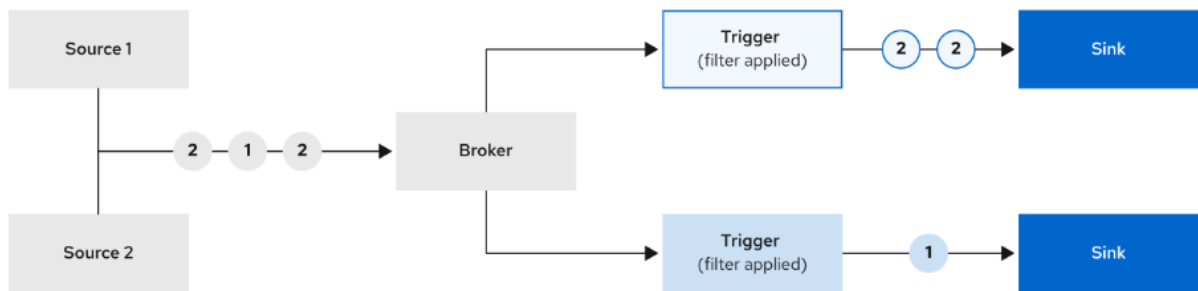 Source 1
Trigger
(filter applied)
2
2
Sink
2
1
2
Broker
Source 2
Trigger
(filter applied)
1
Sink